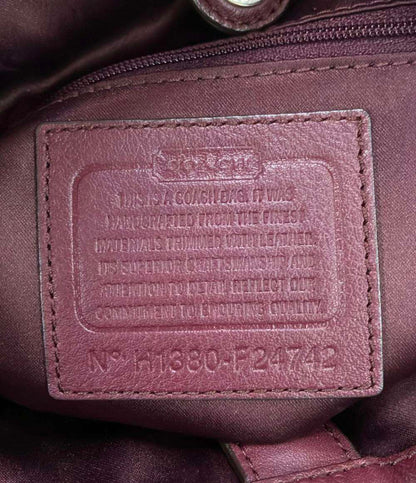 COACH
THIS IS A COACH BAG. IT WAS
HANDCRAFTED FROM THE FINEST
MATERIALS TRIMMED WITH LEATHER.
ITS SUPERIOR CRAFTSMANSHIP AND
ATTENTION TO DETAIL REFLECT OUR
COMMITMENT TO ENDURING QUALITY.
Nº H1380-F24742